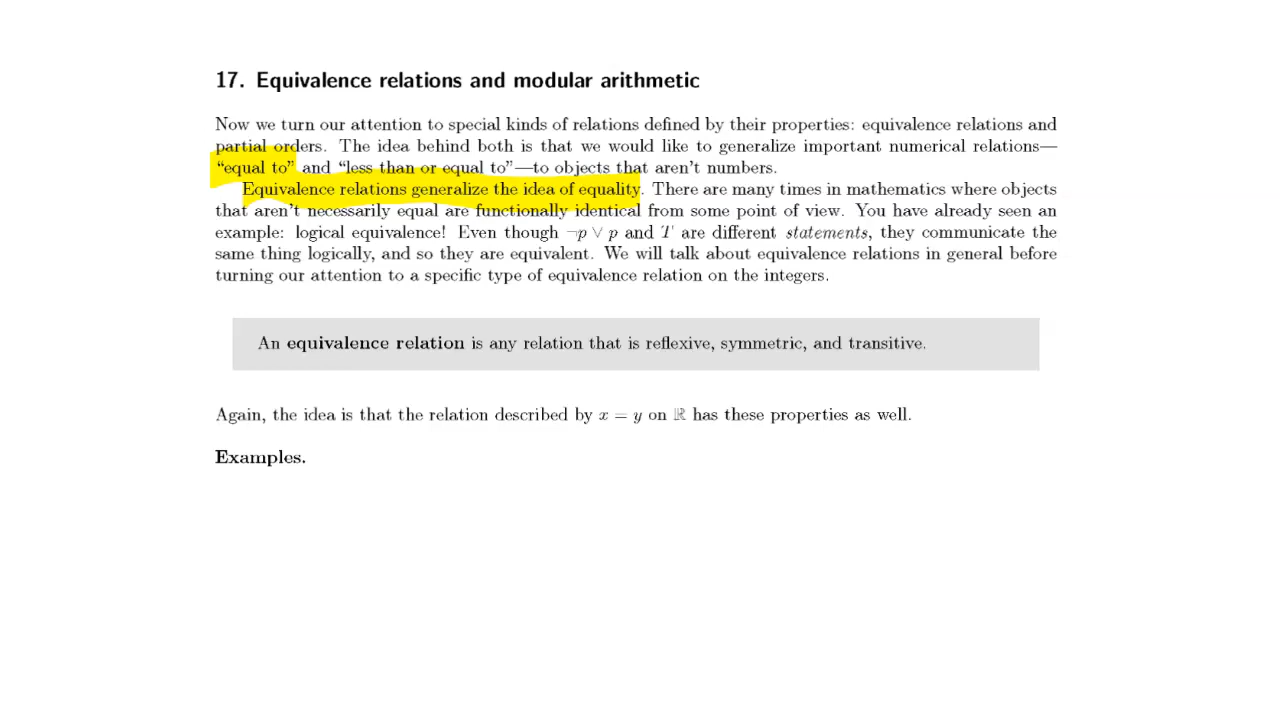 17. Equivalence relations and modular arithmetic
Now we turn our attention to special kinds of relations defined by their properties: equivalence relations and
partial orders. The idea behind both is that we would like to generalize important numerical relations—
“equal to” and “less than or equal to”—to objects that aren’t numbers.
Equivalence relations generalize the idea of equality. There are many times in mathematics where objects
that aren’t necessarily equal are functionally identical from some point of view. You have already seen an
example: logical equivalence! Even though ¬p ∨ p and T are different statements, they communicate the
same thing logically, and so they are equivalent. We will talk about equivalence relations in general before
turning our attention to a specific type of equivalence relation on the integers.
An equivalence relation is any relation that is reflexive, symmetric, and transitive.
Again, the idea is that the relation described by x = y on ℝ has these properties as well.
Examples.